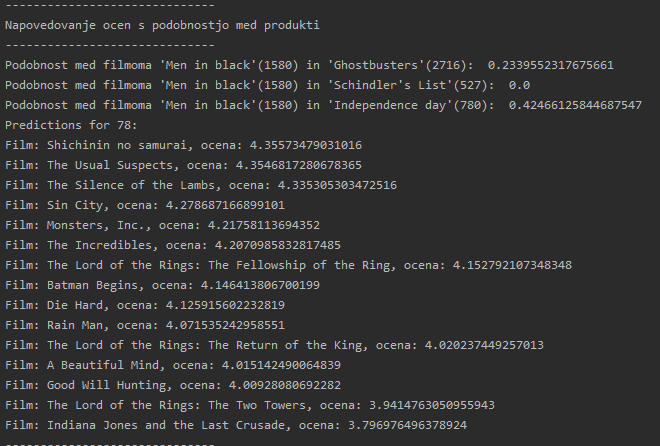 ------------------------------
Napovedovanje ocen s podobnostjo med produkti
------------------------------
Podobnost med filmoma 'Men in black'(1580) in 'Ghostbusters'(2716):  0.2339552317675661
Podobnost med filmoma 'Men in black'(1580) in 'Schindler's List'(527):  0.0
Podobnost med filmoma 'Men in black'(1580) in 'Independence day'(780):  0.42466125844687547
Predictions for 78:
Film: Shichinin no samurai, ocena: 4.35573479031016
Film: The Usual Suspects, ocena: 4.3546817280678365
Film: The Silence of the Lambs, ocena: 4.335305303472516
Film: Sin City, ocena: 4.278687166899101
Film: Monsters, Inc., ocena: 4.21758113694352
Film: The Incredibles, ocena: 4.2070985832817485
Film: The Lord of the Rings: The Fellowship of the Ring, ocena: 4.152792107348348
Film: Batman Begins, ocena: 4.146413806700199
Film: Die Hard, ocena: 4.125915602232819
Film: Rain Man, ocena: 4.071535242958551
Film: The Lord of the Rings: The Return of the King, ocena: 4.020237449257013
Film: A Beautiful Mind, ocena: 4.015142490064839
Film: Good Will Hunting, ocena: 4.00928080692282
Film: The Lord of the Rings: The Two Towers, ocena: 3.9414763050955943
Film: Indiana Jones and the Last Crusade, ocena: 3.796976496378924
------------------------------